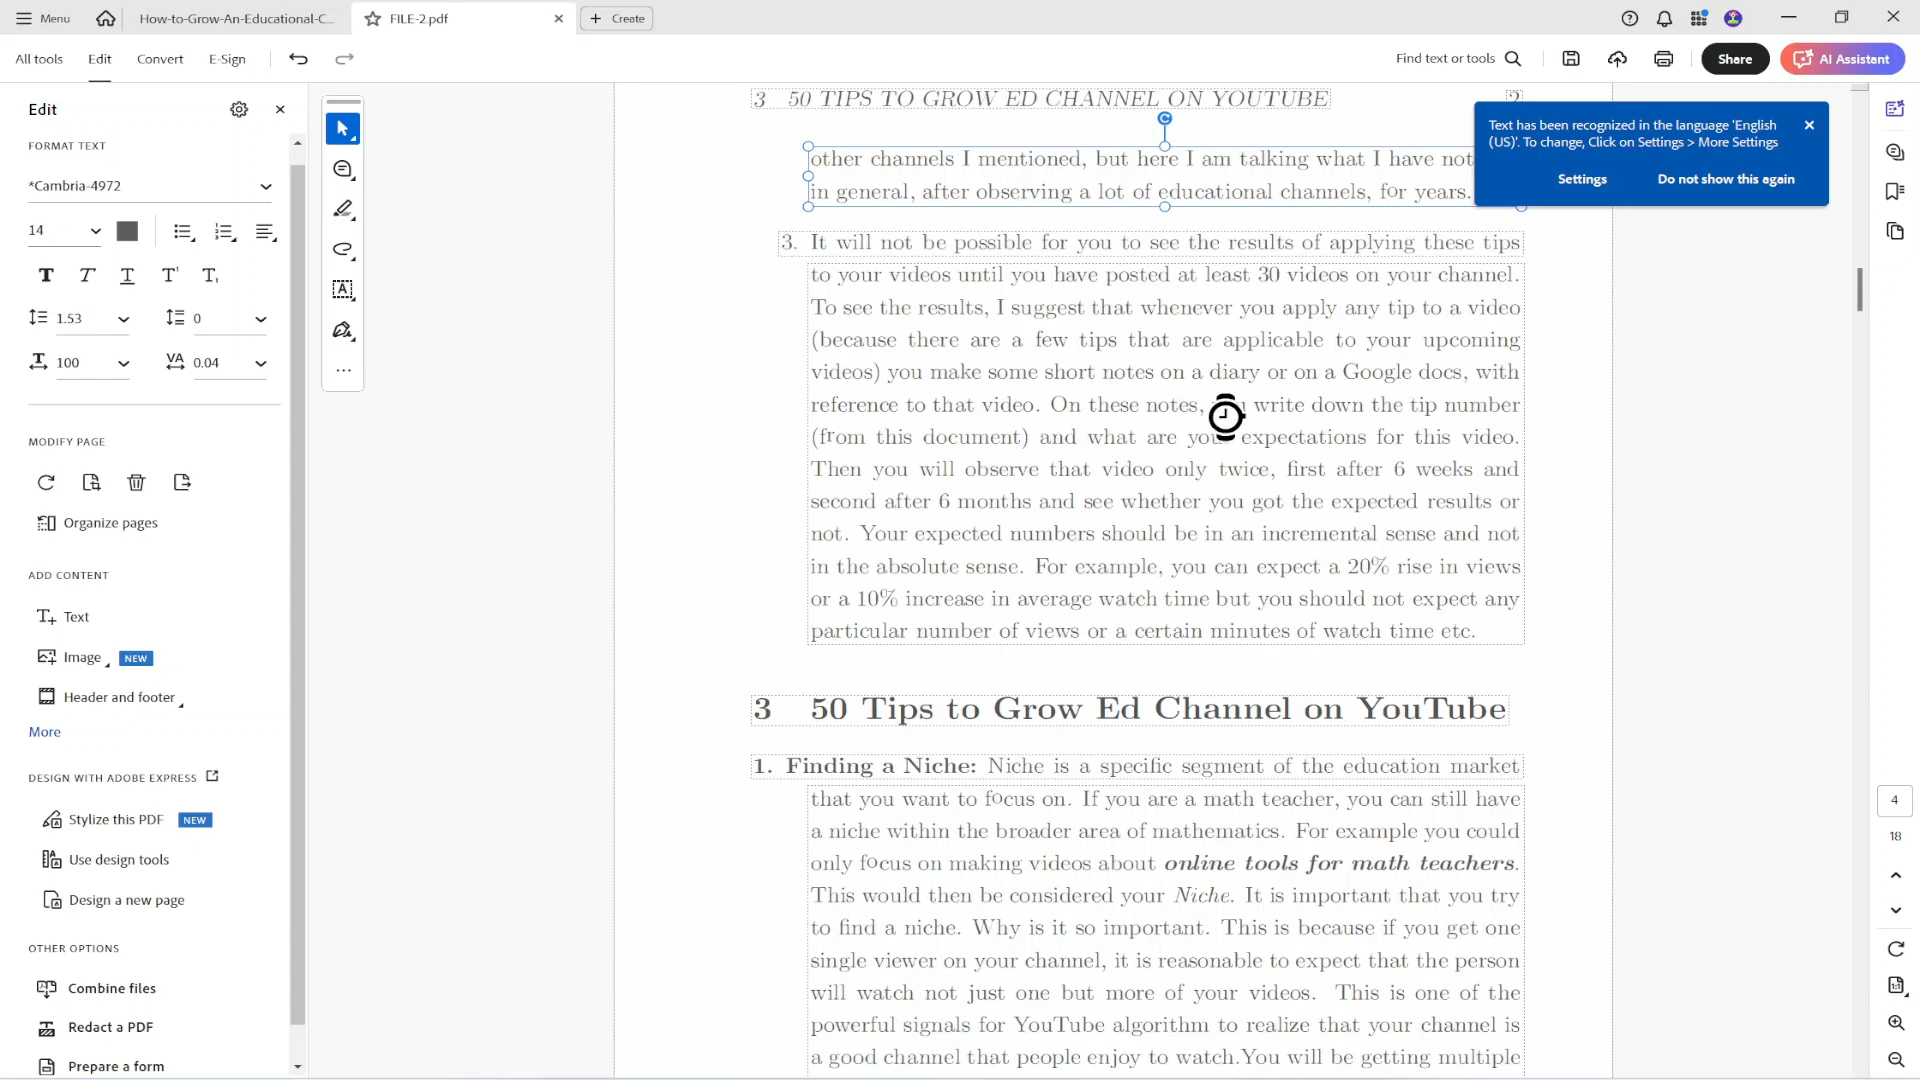 Menu
How-to-Grow-An-Educational-C...
FILE-2.pdf
Create
All tools
Edit
Convert
E-Sign
Find text or tools
Share
AI Assistant
Edit
FORMAT TEXT
*Cambria-4972
14
1.53
0
100
VA
0.04
MODIFY PAGE
Organize pages
ADD CONTENT
Text
Image
NEW
Header and footer
More
DESIGN WITH ADOBE EXPRESS
Stylize this PDF
NEW
Use design tools
Design a new page
OTHER OPTIONS
Combine files
Redact a PDF
Prepare a form
3 50 TIPS TO GROW ED CHANNEL ON YOUTUBE
other channels I mentioned, but here I am talking what I have not
in general, after observing a lot of educational channels, for years.
3. It will not be possible for you to see the results of applying these tips
to your videos until you have posted at least 30 videos on your channel.
To see the results, I suggest that whenever you apply any tip to a video
(because there are a few tips that are applicable to your upcoming
videos) you make some short notes on a diary or on a Google docs, with
reference to that video. On these notes, write down the tip number
(from this document) and what are your expectations for this video.
Then you will observe that video only twice, first after 6 weeks and
second after 6 months and see whether you got the expected results or
not. Your expected numbers should be in an incremental sense and not
in the absolute sense. For example, you can expect a 20% rise in views
or a 10% increase in average watch time but you should not expect any
particular number of views or a certain minutes of watch time etc.
3 50 Tips to Grow Ed Channel on YouTube
1. Finding a Niche: Niche is a specific segment of the education market
that you want to focus on. If you are a math teacher, you can still have
a niche within the broader area of mathematics. For example you could
only focus on making videos about online tools for math teachers.
This would then be considered your Niche. It is important that you try
to find a niche. Why is it so important. This is because if you get one
single viewer on your channel, it is reasonable to expect that the person
will watch not just one but more of your videos. This is one of the
powerful signals for YouTube algorithm to realize that your channel is
a good channel that people enjoy to watch.You will be getting multiple
Text has been recognized in the language 'English
(US)'. To change, Click on Settings > More Settings
Settings
Do not show this again
4
18